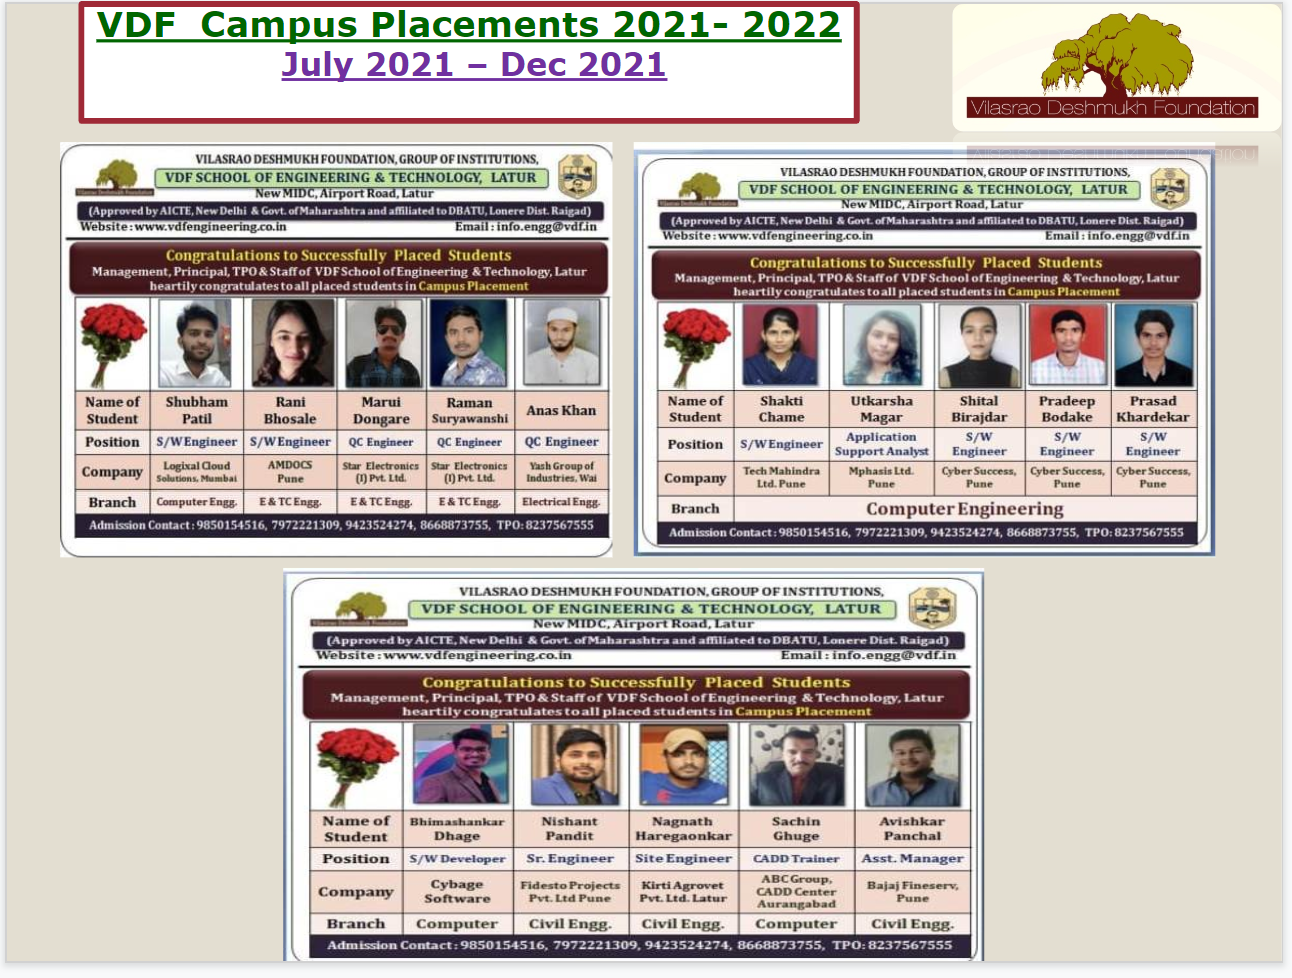 VDF Campus Placements 2021- 2022
July 2021 – Dec 2021
Vilasrao Deshmukh Foundation
VILASRAO DESHMUKH FOUNDATION, GROUP OF INSTITUTIONS,
VDF SCHOOL OF ENGINEERING & TECHNOLOGY, LATUR
New MIDC, Airport Road, Latur
Vilasrao Deshmukh Foundation
(Approved by AICTE, New Delhi & Govt. of Maharashtra and affiliated to DBATU, Lonere Dist. Raigad)
Website : www.vdfengineering.co.in Email : info.engg@vdf.in
Congratulations to Successfully Placed Students
Management, Principal, TPO & Staff of VDF School of Engineering & Technology, Latur
heartily congratulates to all placed students in Campus Placement
Name of Student Shubham Patil Rani Bhosale Marui Dongare Raman Suryawanshi Anas Khan
Position S/W Engineer S/W Engineer QC Engineer QC Engineer QC Engineer
Company Logixal Cloud Solutions, Mumbai AMDOCS Pune Star Electronics (I) Pvt. Ltd. Star Electronics (I) Pvt. Ltd. Yash Group of Industries, Wai
Branch Computer Engg. E & TC Engg. E & TC Engg. E & TC Engg. Electrical Engg.
Admission Contact : 9850154516, 7972221309, 9423524274, 8668873755, TPO: 8237567555
VILASRAO DESHMUKH FOUNDATION, GROUP OF INSTITUTIONS,
VDF SCHOOL OF ENGINEERING & TECHNOLOGY, LATUR
New MIDC, Airport Road, Latur
Vilasrao Deshmukh Foundation
(Approved by AICTE, New Delhi & Govt. of Maharashtra and affiliated to DBATU, Lonere Dist. Raigad)
Website : www.vdfengineering.co.in Email : info.engg@vdf.in
Congratulations to Successfully Placed Students
Management, Principal, TPO & Staff of VDF School of Engineering & Technology, Latur
heartily congratulates to all placed students in Campus Placement
Name of Student Shakti Chame Utkarsha Magar Shital Birajdar Pradeep Bodake Prasad Khardekar
Position S/W Engineer Application Support Analyst S/W Engineer S/W Engineer S/W Engineer
Company Tech Mahindra Ltd. Pune Mphasis Ltd. Pune Cyber Success, Pune Cyber Success, Pune Cyber Success, Pune
Branch Computer Engineering
Admission Contact : 9850154516, 7972221309, 9423524274, 8668873755, TPO: 8237567555
VILASRAO DESHMUKH FOUNDATION, GROUP OF INSTITUTIONS,
VDF SCHOOL OF ENGINEERING & TECHNOLOGY, LATUR
New MIDC, Airport Road, Latur
Vilasrao Deshmukh Foundation
(Approved by AICTE, New Delhi & Govt. of Maharashtra and affiliated to DBATU, Lonere Dist. Raigad)
Website : www.vdfengineering.co.in Email : info.engg@vdf.in
Congratulations to Successfully Placed Students
Management, Principal, TPO & Staff of VDF School of Engineering & Technology, Latur
heartily congratulates to all placed students in Campus Placement
Name of Student Bhimashankar Dhage Nishant Pandit Nagnath Haregaonkar Sachin Ghuge Avishkar Panchal
Position S/W Developer Sr. Engineer Site Engineer CADD Trainer Asst. Manager
Company Cybage Software Fidesto Projects Pvt. Ltd Pune Kirti Agrovet Pvt. Ltd. Latur ABC Group, CADD Center Aurangabad Bajaj Fineserv, Pune
Branch Computer Civil Engg. Civil Engg. Computer Civil Engg.
Admission Contact : 9850154516, 7972221309, 9423524274, 8668873755, TPO: 8237567555